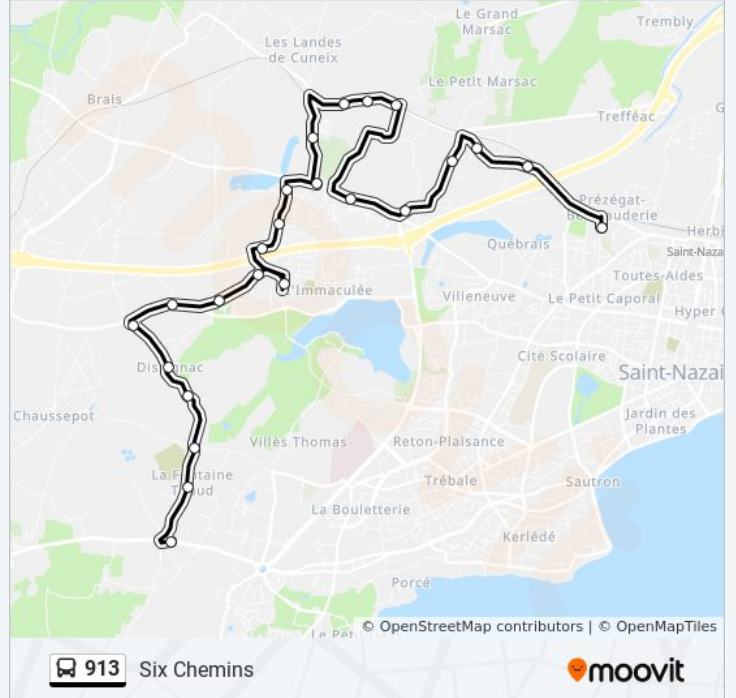 Le Grand
Marsac
Trembly
Les Landes
de Cuneix
Le Petit Marsac
Brais
Trefféac
Prézégat-
Herbi
Québrais
Saint-Naza
L'Immaculée
Villeneuve
Toutes-Aides
Le Petit Caporal
Hyper
Cité Scolaire
Saint-Nazai
Chaussepot
Jardin des
Plantes
Villès Thomas
Reton-Plaisance
Trébale
Sautron
La Bouletterie
Kerlédé
Porcé
© OpenStreetMap contributors | © OpenMapTiles
Le Peti
913 Six Chemins
moovit